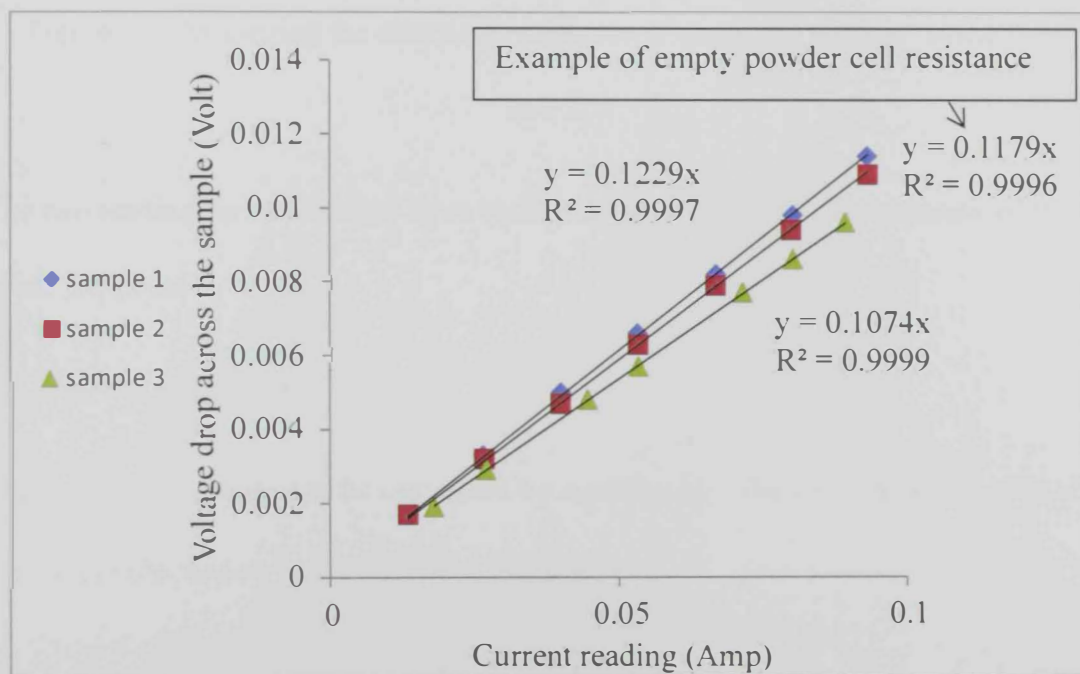 Example of empty powder cell resistance
0.014
0.012
0.01
0.008
0.006
0.004
0.002
0
Voltage drop across the sample (Volt)
y = 0.1229x
R² = 0.9997
y = 0.1179x
R² = 0.9996
y = 0.1074x
R² = 0.9999
sample 1
sample 2
sample 3
0
0.05
0.1
Current reading (Amp)